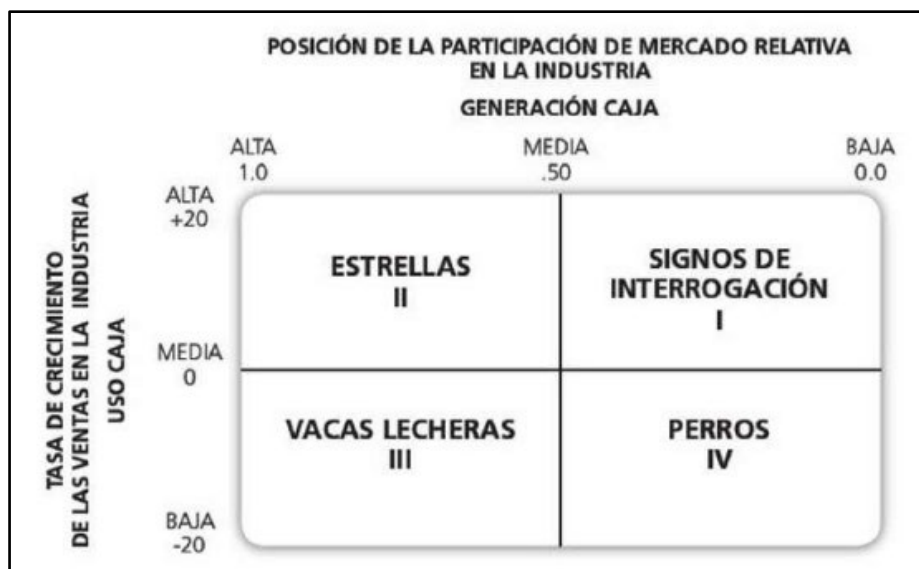 POSICIÓN DE LA PARTICIPACIÓN DE MERCADO RELATIVA
EN LA INDUSTRIA
GENERACIÓN CAJA
ALTA
1.0
MEDIA
.50
BAJA
0.0
TASA DE CRECIMIENTO
DE LAS VENTAS EN LA INDUSTRIA
USO CAJA
ALTA
+20
MEDIA
0
BAJA
-20
ESTRELLAS
II
SIGNOS DE
INTERROGACIÓN
I
VACAS LECHERAS
III
PERROS
IV